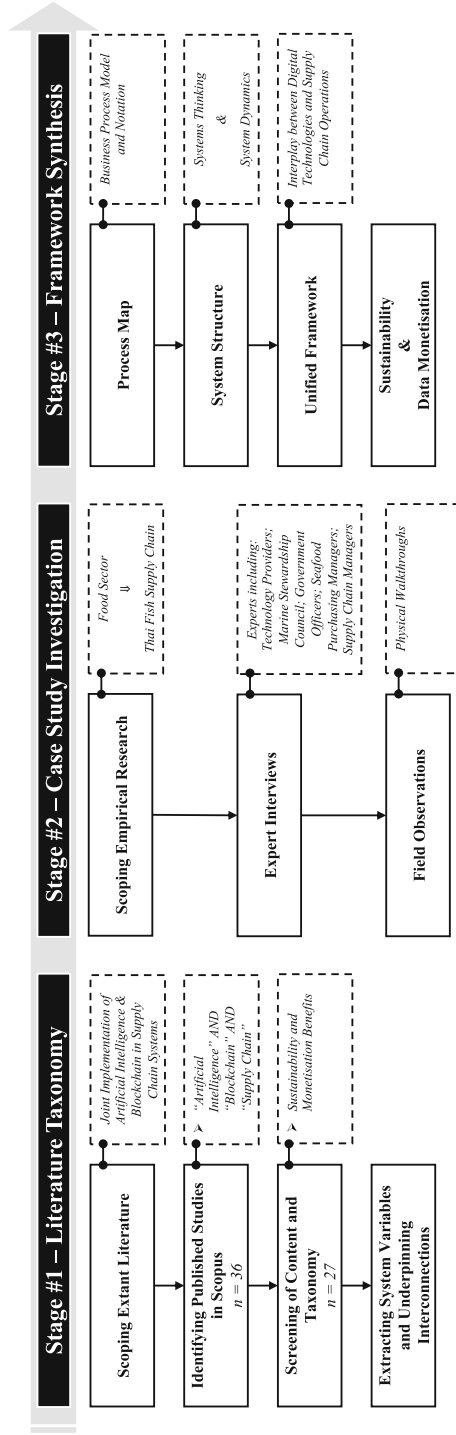 Stage #1 – Literature Taxonomy
Scoping Extant Literature
Joint Implementation of
Artificial Intelligence &
Blockchain in Supply
Chain Systems
Identifying Published Studies
in Scopus
n = 36
➢ “Artificial
Intelligence” AND
“Blockchain” AND
“Supply Chain”
Screening of Content and
Taxonomy
n = 27
➢ Sustainability and
Monetisation Benefits
Extracting System Variables
and Underpinning
Interconnections
Stage #2 – Case Study Investigation
Scoping Empirical Research
Food Sector
⇓
Thai Fish Supply Chain
Expert Interviews
Experts including:
Technology Providers;
Marine Stewardship
Council; Government
Officers; Seafood
Purchasing Managers;
Supply Chain Managers
Field Observations
Physical Walkthroughs
Stage #3 – Framework Synthesis
Process Map
Business Process Model
and Notation
System Structure
Systems Thinking
&
System Dynamics
Unified Framework
Interplay between Digital
Technologies and Supply
Chain Operations
Sustainability
&
Data Monetisation